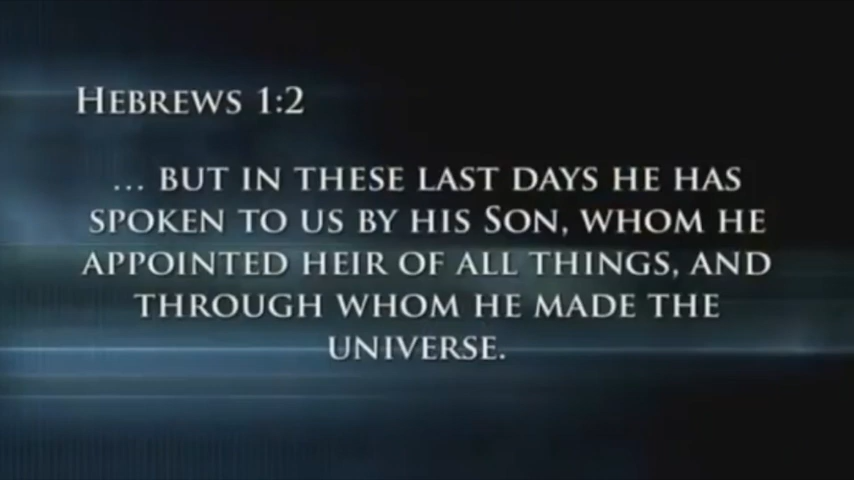 Hebrews 1:2
... but in these last days he has
spoken to us by his Son, whom he
appointed heir of all things, and
through whom he made the
universe.